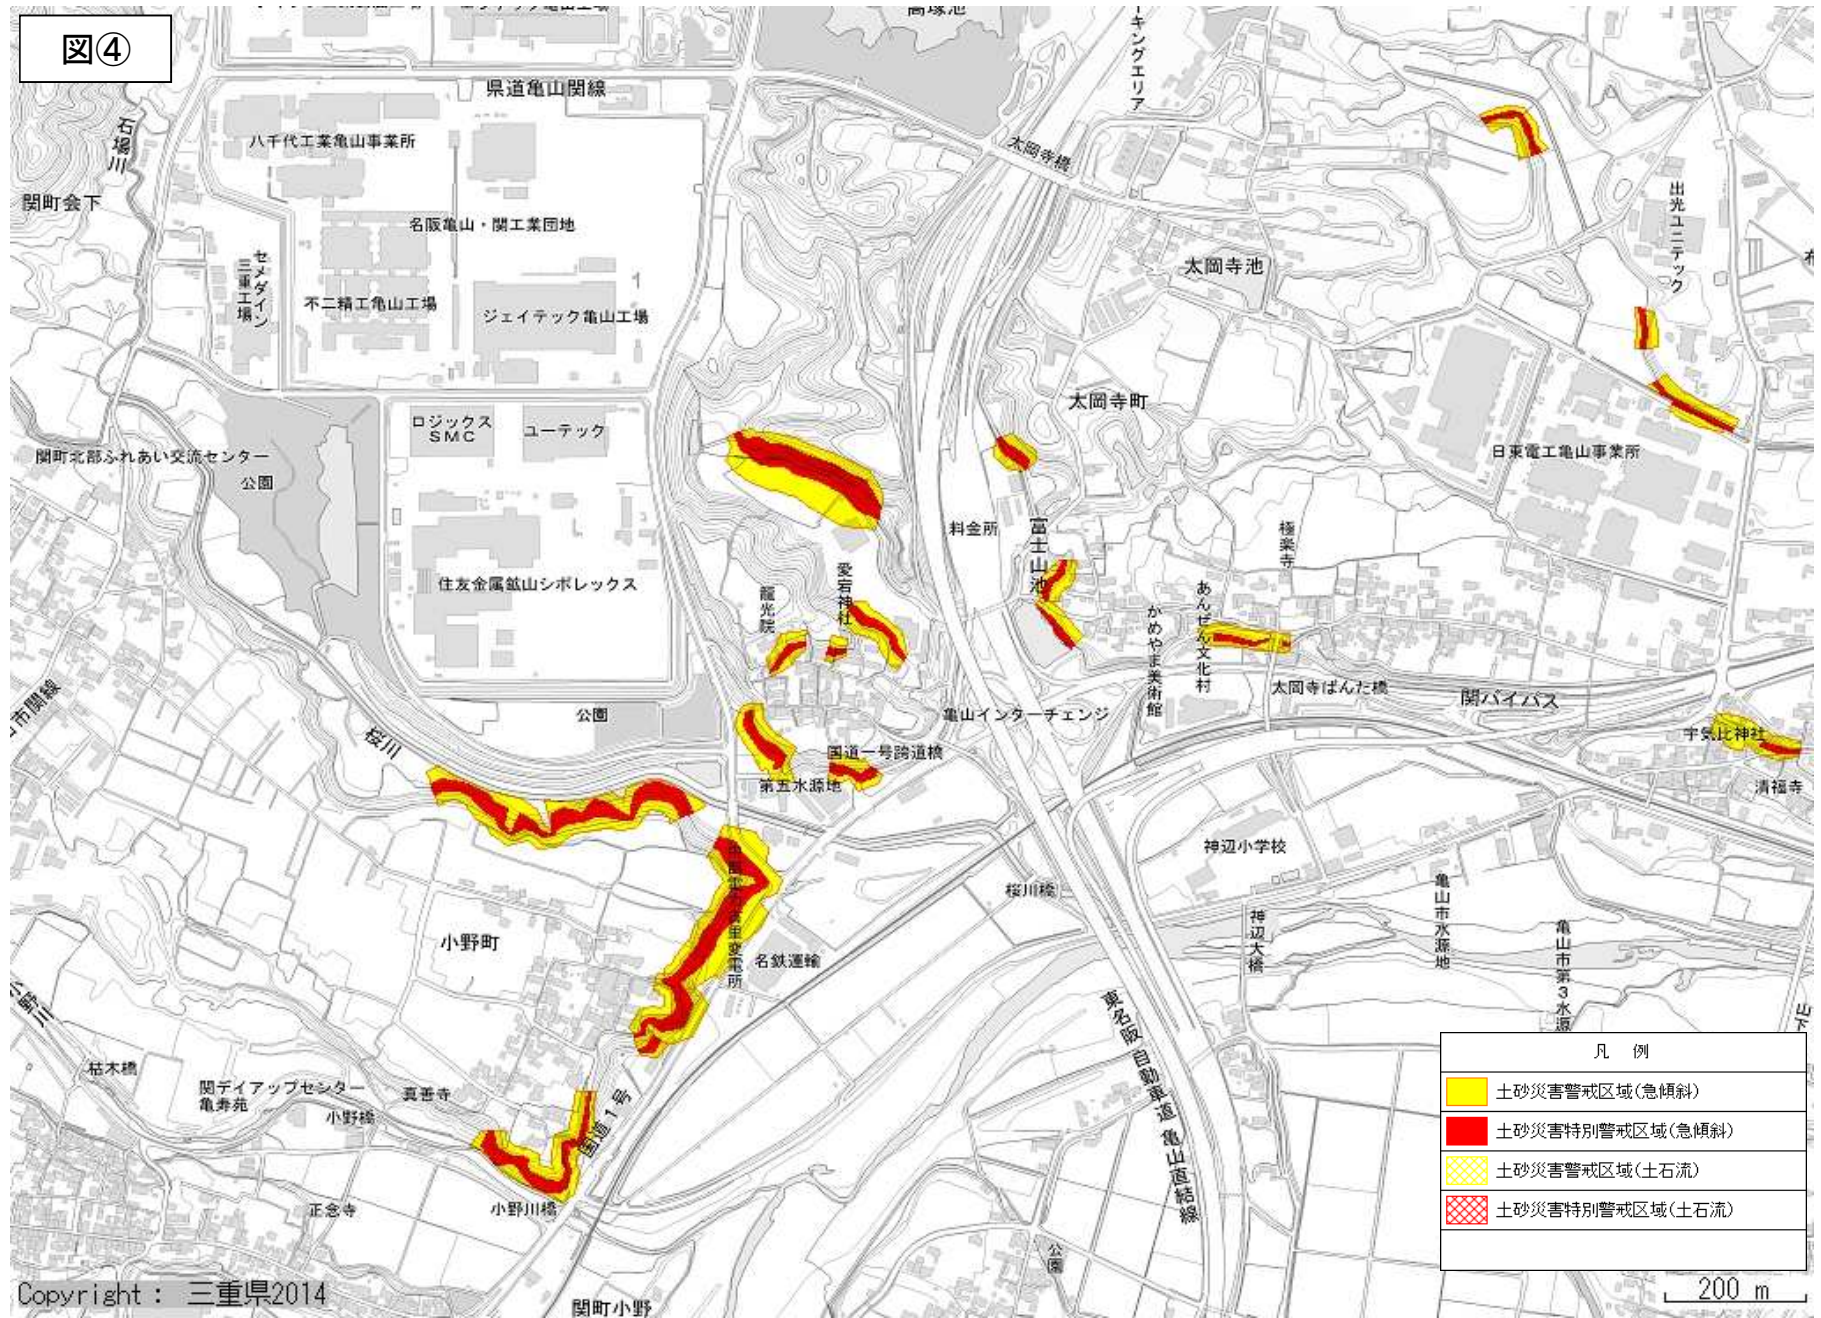 図④
高塚池
県道亀山関線
石場川
八千代工業亀山事業所
太岡寺橋
関町会下
名阪亀山・関工業団地
出光ユニテック
セメダイン
三重工場
不二精工亀山工場
ジェイテック亀山工場
太岡寺池
ロジックス
SMC
ユーテック
太岡寺町
関町北部ふれあい交流センター
公園
日東電工亀山事業所
料金所
富士山池
極楽寺
住友金属鉱山シポレックス
愛宕神社
龍光院
あんぜん文化村
かめやま美術館
太岡寺ばんた橋
関バイパス
公園
亀山インターチェンジ
桜川
国道一号跨道橋
第五水源地
宇気比神社
清福寺
神辺小学校
桜川橋
亀山市水源地
神辺大橋
小野町
名鉄運輸
亀山市第3水源
東名阪自動車道 亀山直結線
小野川
枯木橋
関デイアップセンター
亀寿苑
真善寺
小野橋
国道1号
正念寺
小野川橋
公園
関町小野
凡 例
土砂災害警戒区域(急傾斜)
土砂災害特別警戒区域(急傾斜)
土砂災害警戒区域(土石流)
土砂災害特別警戒区域(土石流)
200 m
Copyright : 三重県2014